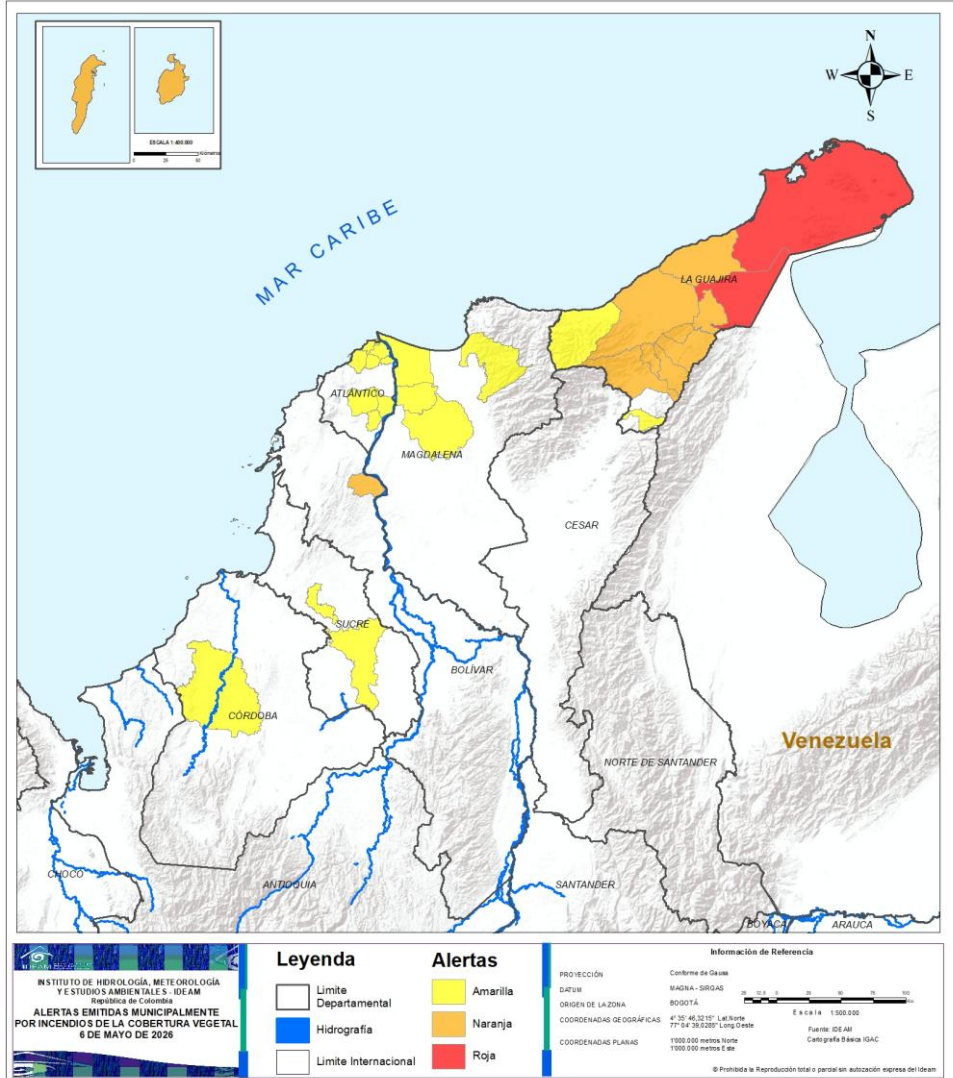 ESCALA 1:400.000
0 25 50 Kilómetros
N
W E
S
MAR CARIBE
LA GUAJIRA
ATLÁNTICO
MAGDALENA
CESAR
SUCRE
BOLÍVAR
CÓRDOBA
Venezuela
NORTE DE SANTANDER
CHOCÓ
ANTIOQUIA
SANTANDER
BOYACÁ
ARAUCA
IDEAM
INSTITUTO DE HIDROLOGÍA, METEOROLOGÍA
Y ESTUDIOS AMBIENTALES - IDEAM
República de Colombia
ALERTAS EMITIDAS MUNICIPALMENTE
POR INCENDIOS DE LA COBERTURA VEGETAL
6 DE MAYO DE 2026
Leyenda
Limite
Departamental
Hidrografía
Limite Internacional
Alertas
Amarilla
Naranja
Roja
Información de Referencia
PROYECCIÓN Conforme de Gauss
DATUM MAGNA - SIRGAS
ORIGEN DE LA ZONA BOGOTÁ
COORDENADAS GEOGRÁFICAS 4° 35' 46,3215" Lat.Norte
77° 04' 39,0285" Long.Oeste
COORDENADAS PLANAS 1'000.000 metros Norte
1'000.000 metros Este
Escala 1:500.000
Fuente: IDEAM
Cartografía Básica IGAC
© Prohibida la Reproducción total o parcial sin autozación expresa del Ideam